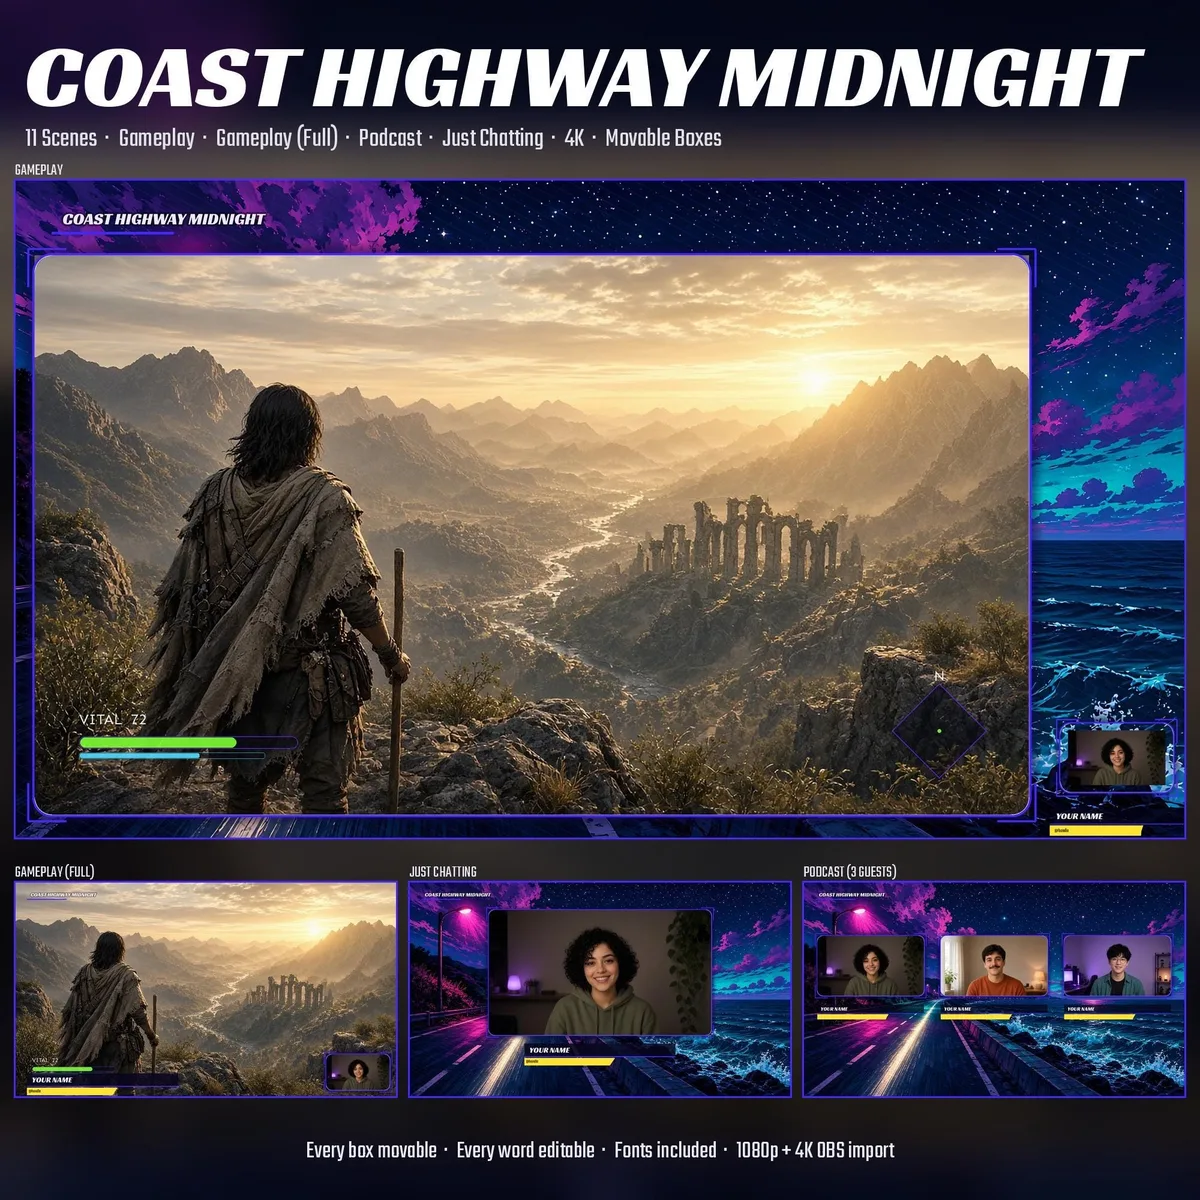 COAST HIGHWAY MIDNIGHT
11 Scenes · Gameplay · Gameplay (Full) · Podcast · Just Chatting · 4K · Movable Boxes
GAMEPLAY
COAST HIGHWAY MIDNIGHT
N
VITAL 72
YOUR NAME
GAMEPLAY (FULL)
JUST CHATTING
PODCAST (3 GUESTS)
COAST HIGHWAY MIDNIGHT
COAST HIGHWAY MIDNIGHT
COAST HIGHWAY MIDNIGHT
VITAL 72
YOUR NAME
YOUR NAME
YOUR NAME
YOUR NAME
YOUR NAME
Every box movable · Every word editable · Fonts included · 1080p + 4K OBS import